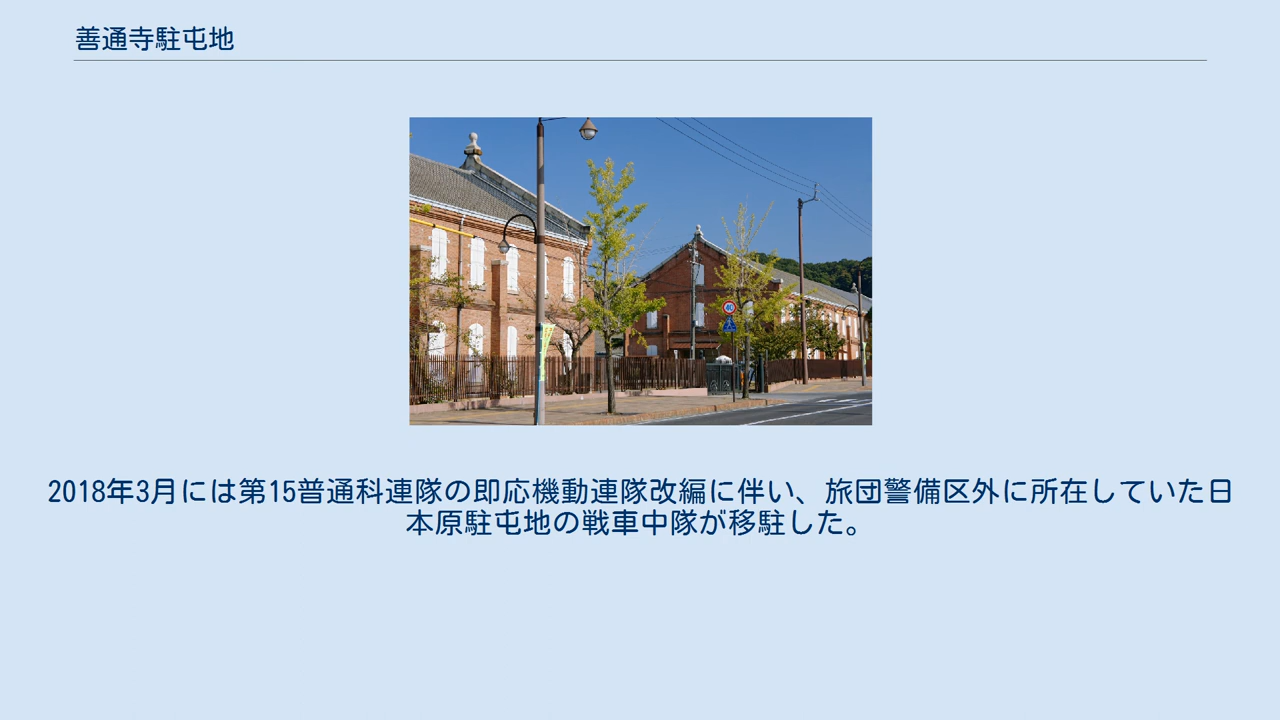 善通寺駐屯地
2018年3月には第15普通科連隊の即応機動連隊改編に伴い、旅団警備区外に所在していた日
本原駐屯地の戦車中隊が移駐した。